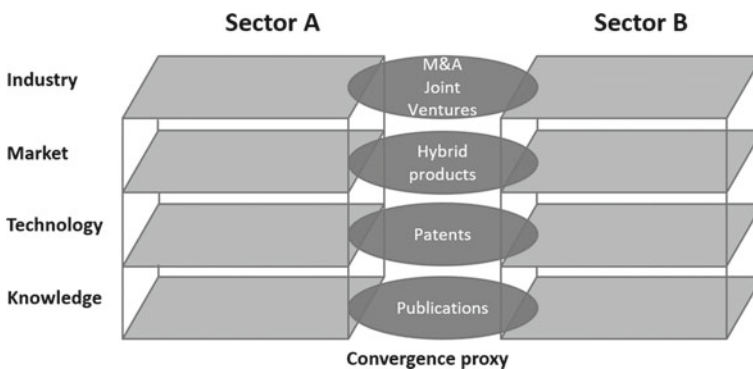 Sector A
Sector B
Industry
M&A
Joint
Ventures
Market
Hybrid
products
Technology
Patents
Knowledge
Publications
Convergence proxy